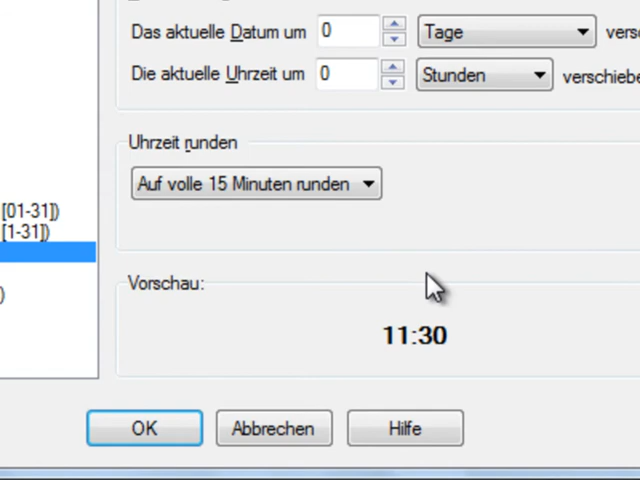 Das aktuelle Datum um 0 Tage
Die aktuelle Uhrzeit um 0 Stunden
Uhrzeit runden
Auf volle 15 Minuten runden
[01-31])
[1-31])
)
Vorschau:
11:30
OK Abbrechen Hilfe